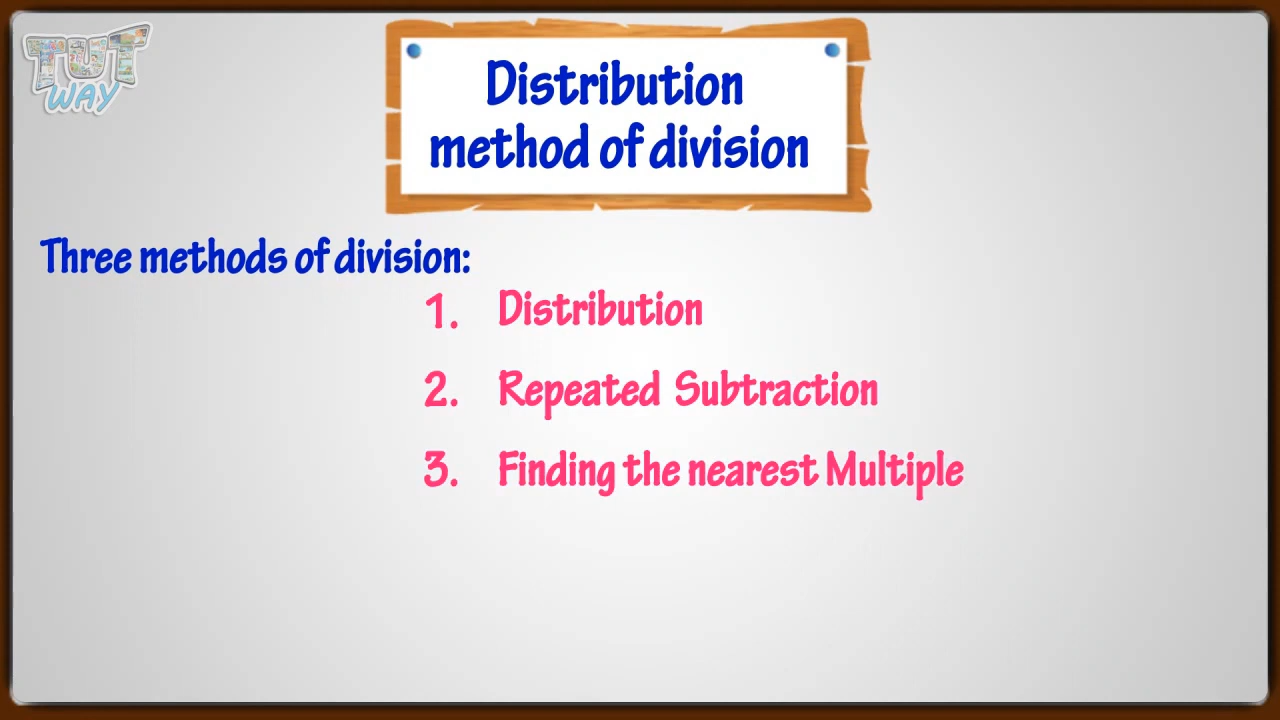 TUT
WAY
Distribution
method of division
Three methods of division:
1. Distribution
2. Repeated Subtraction
3. Finding the nearest Multiple